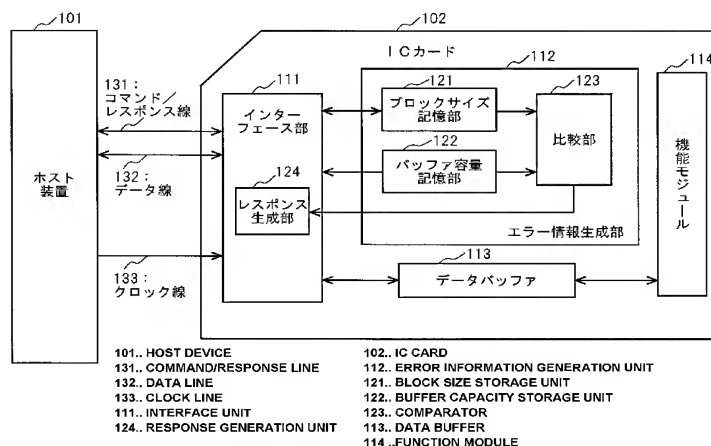 101
102
ICカード
112
114
131:
コマンド/
レスポンス線
111
121
123
インター
フェース部
ブロックサイズ
記憶部
比較部
122
バッファ容量
記憶部
ホスト
装置
132:
データ線
124
レスポンス
生成部
機能モジュール
エラー情報生成部
113
データバッファ
133:
クロック線
101.. HOST DEVICE
131.. COMMAND/RESPONSE LINE
132.. DATA LINE
133.. CLOCK LINE
111.. INTERFACE UNIT
124.. RESPONSE GENERATION UNIT
102.. IC CARD
112.. ERROR INFORMATION GENERATION UNIT
121.. BLOCK SIZE STORAGE UNIT
122.. BUFFER CAPACITY STORAGE UNIT
123.. COMPARATOR
113.. DATA BUFFER
114 ..FUNCTION MODULE